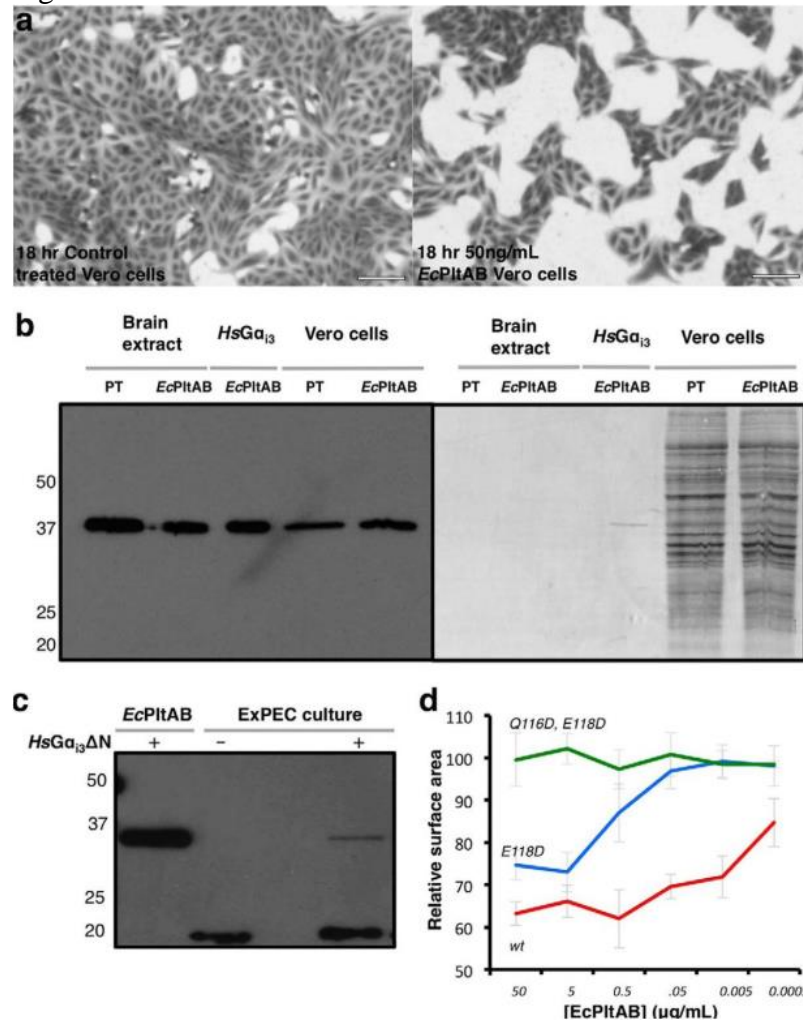 a
18 hr Control
treated Vero cells
18 hr 50ng/mL
EcPltAB Vero cells
b
Brain extract HsGαi3 Vero cells
PT EcPltAB EcPltAB PT EcPltAB
Brain extract HsGαi3 Vero cells
PT EcPltAB EcPltAB PT EcPltAB
50
37
25
20
c
EcPltAB ExPEC culture
HsGαi3ΔN + − +
50
37
25
20
d
110
100
90
80
70
60
50
Relative surface area
Q116D, E118D
E118D
wt
50 5 0.5 .05 0.005
[EcPltAB] (µg/mL)